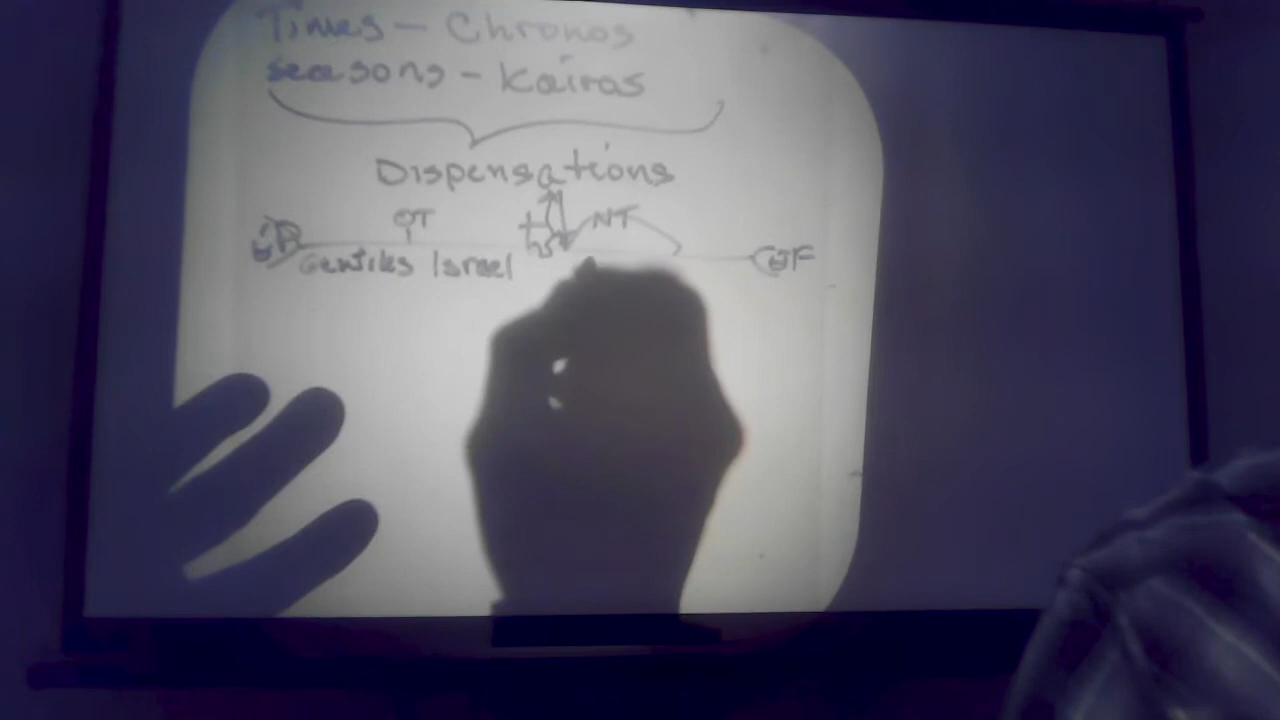 Times - Chronos
seasons - Kairos
Dispensations
OT NT
Gentiles Israel